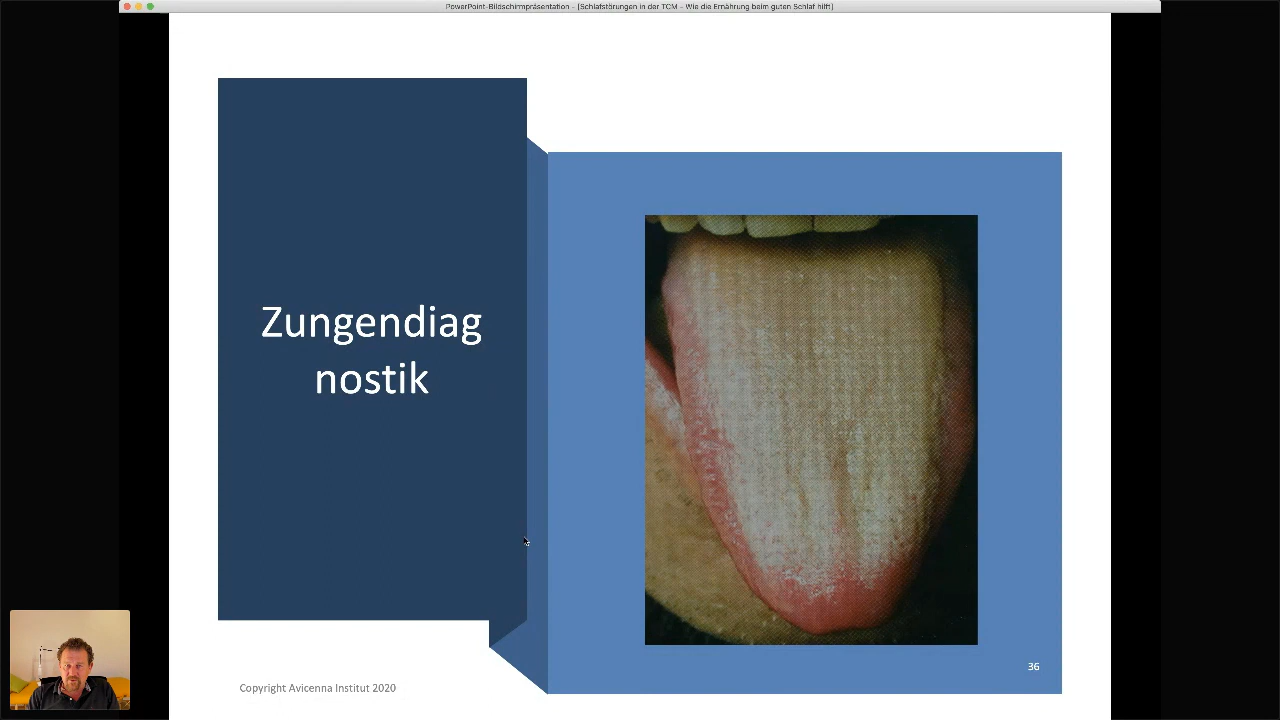 PowerPoint-Bildschirmpräsentation - [Schlafstörungen in der TCM - Wie die Ernährung beim guten Schlaf hilft]
Zungendiag
nostik
36
Copyright Avicenna Institut 2020